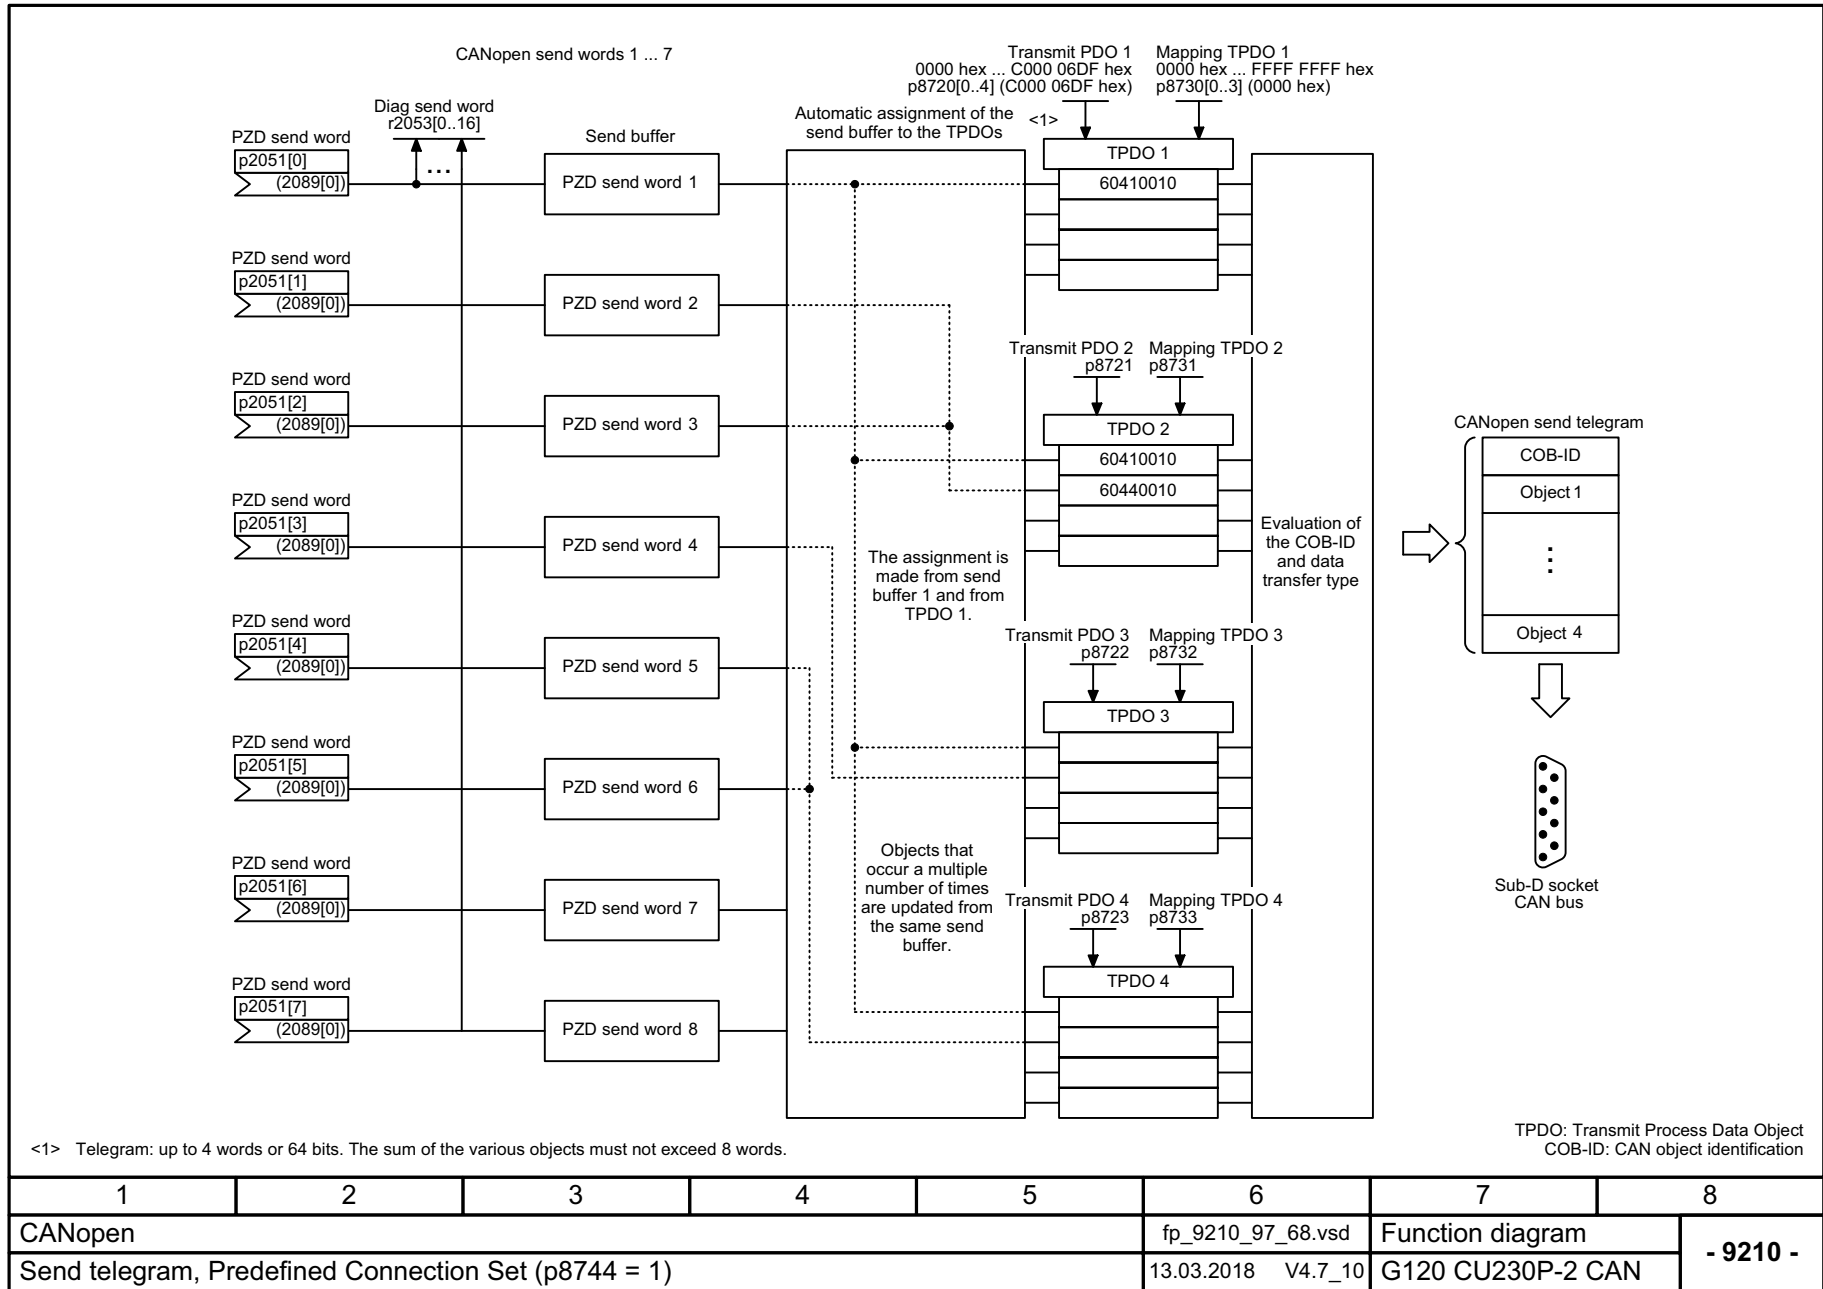 CANopen send words 1 ... 7
Transmit PDO 1
0000 hex ... C000 06DF hex
p8720[0..4] (C000 06DF hex)
Mapping TPDO 1
0000 hex ... FFFF FFFF hex
p8730[0..3] (0000 hex)
Diag send word
r2053[0..16]
...
Send buffer
Automatic assignment of the
send buffer to the TPDOs
<1>
PZD send word
p2051[0]
(2089[0])
PZD send word 1
TPDO 1
60410010
PZD send word
p2051[1]
(2089[0])
PZD send word 2
Transmit PDO 2
p8721
Mapping TPDO 2
p8731
PZD send word
p2051[2]
(2089[0])
PZD send word 3
TPDO 2
60410010
60440010
CANopen send telegram
COB-ID
Object 1
⋮
Object 4
PZD send word
p2051[3]
(2089[0])
PZD send word 4
The assignment is
made from send
buffer 1 and from
TPDO 1.
Evaluation of
the COB-ID
and data
transfer type
PZD send word
p2051[4]
(2089[0])
PZD send word 5
Transmit PDO 3
p8722
Mapping TPDO 3
p8732
TPDO 3
PZD send word
p2051[5]
(2089[0])
PZD send word 6
Objects that
occur a multiple
number of times
are updated from
the same send
buffer.
Sub-D socket
CAN bus
PZD send word
p2051[6]
(2089[0])
PZD send word 7
Transmit PDO 4
p8723
Mapping TPDO 4
p8733
TPDO 4
PZD send word
p2051[7]
(2089[0])
PZD send word 8
<1> Telegram: up to 4 words or 64 bits. The sum of the various objects must not exceed 8 words.
TPDO: Transmit Process Data Object
COB-ID: CAN object identification
1 2 3 4 5 6 7 8
CANopen
fp_9210_97_68.vsd
Function diagram
- 9210 -
Send telegram, Predefined Connection Set (p8744 = 1)
13.03.2018 V4.7_10
G120 CU230P-2 CAN